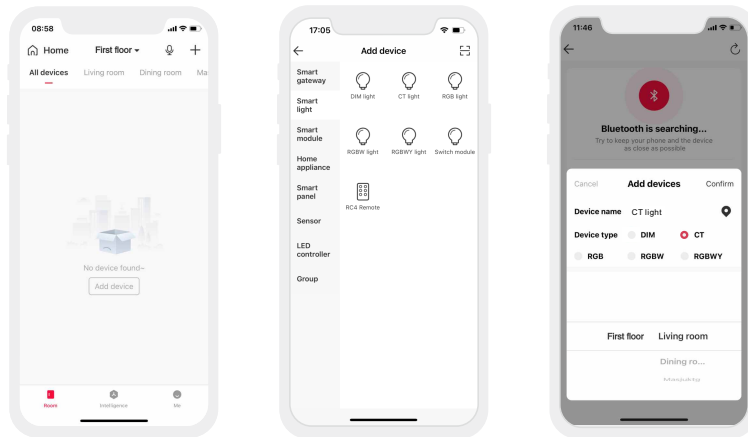 08:58
Home First floor
All devices Living room Dining room Ma
No device found~
Add device
Room Intelligence Me
17:05
Add device
Smart
gateway
Smart
light
Smart
module
Home
appliance
Smart
panel
Sensor
LED
controller
Group
DIM light CT light RGB light
RGBW light RGBWY light Switch module
RC4 Remote
11:46
Bluetooth is searching...
Try to keep your phone and the device
as close as possible
Cancel Add devices Confirm
Device name CT light
Device type DIM CT
RGB RGBW RGBWY
First floor Living room
Dining ro...